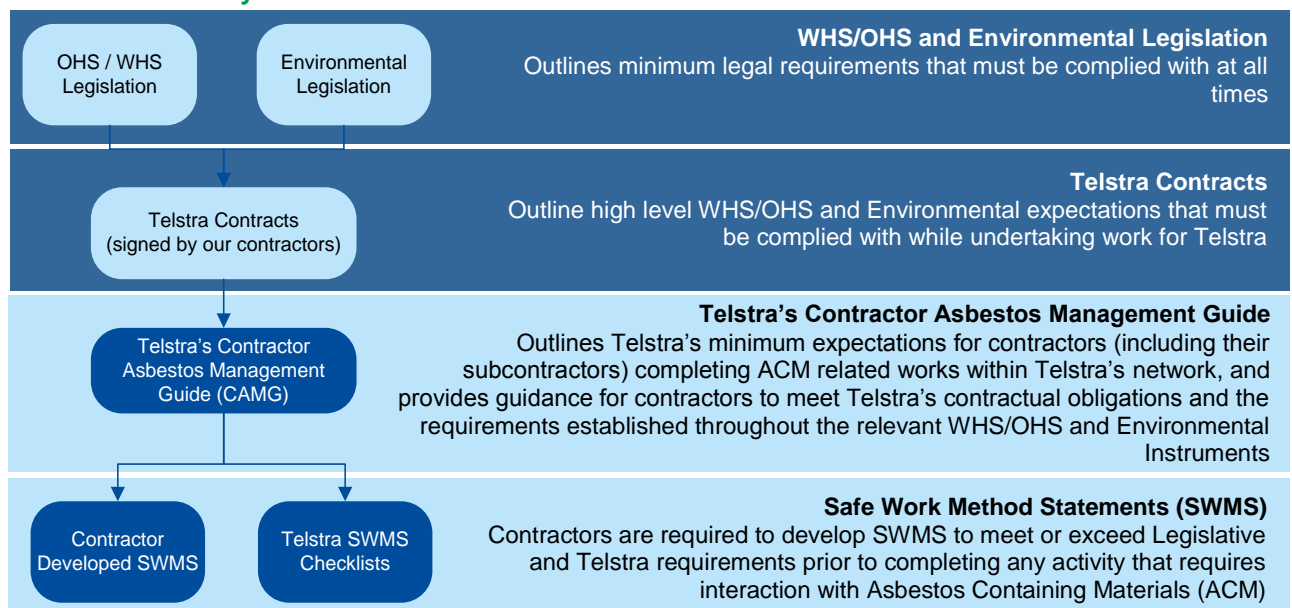 OHS / WHS
Legislation
Environmental
Legislation
WHS/OHS and Environmental Legislation
Outlines minimum legal requirements that must be complied with at all
times
Telstra Contracts
(signed by our contractors)
Telstra Contracts
Outline high level WHS/OHS and Environmental expectations that must
be complied with while undertaking work for Telstra
Telstra's Contractor
Asbestos Management
Guide (CAMG)
Telstra’s Contractor Asbestos Management Guide
Outlines Telstra’s minimum expectations for contractors (including their
subcontractors) completing ACM related works within Telstra’s network, and
provides guidance for contractors to meet Telstra’s contractual obligations and the
requirements established throughout the relevant WHS/OHS and Environmental
Instruments
Contractor
Developed SWMS
Telstra SWMS
Checklists
Safe Work Method Statements (SWMS)
Contractors are required to develop SWMS to meet or exceed Legislative
and Telstra requirements prior to completing any activity that requires
interaction with Asbestos Containing Materials (ACM)